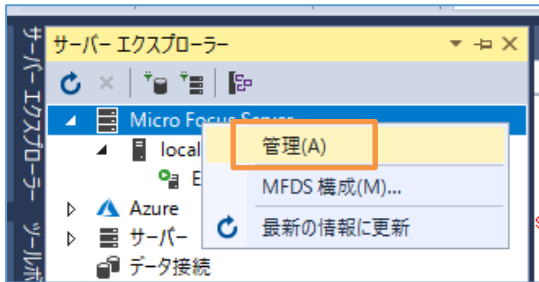 サーバー エクスプローラー
サーバー エクスプローラー
Micro Focus Server
local
管理(A)
E
MFDS 構成(M)...
Azure
最新の情報に更新
サーバー
データ接続
ツールボ